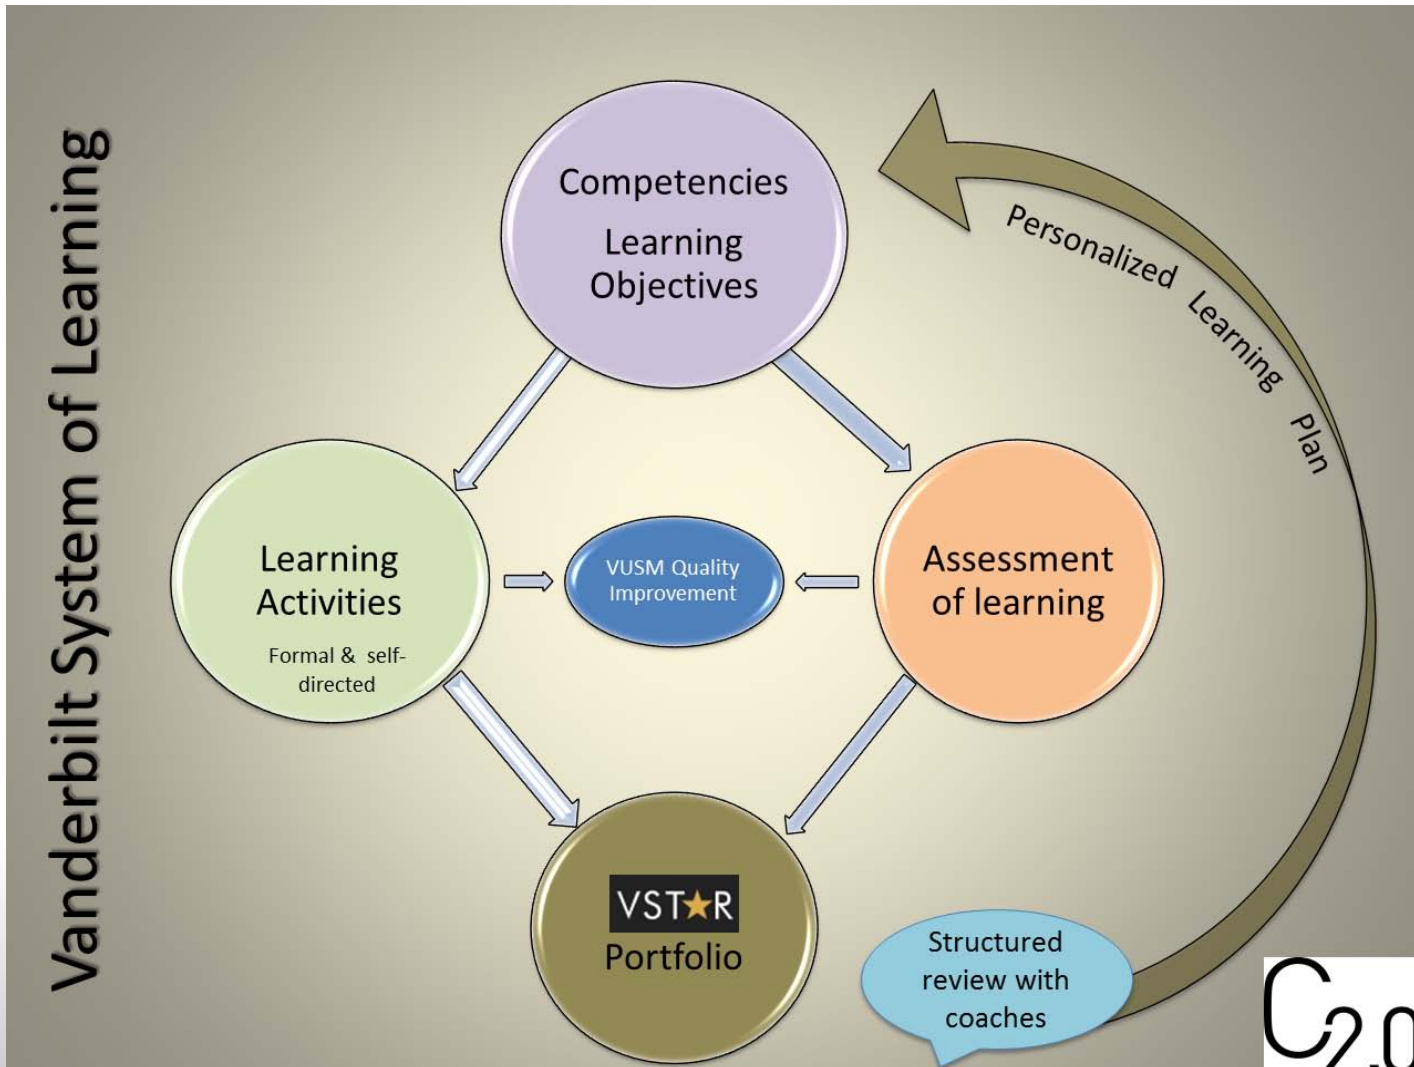 Vanderbilt System of Learning
Competencies
Learning
Objectives
Personalized Learning Plan
Learning
Activities
Formal & self-
directed
VUSM Quality
Improvement
Assessment
of learning
VST★R
Portfolio
Structured
review with
coaches
C2.0